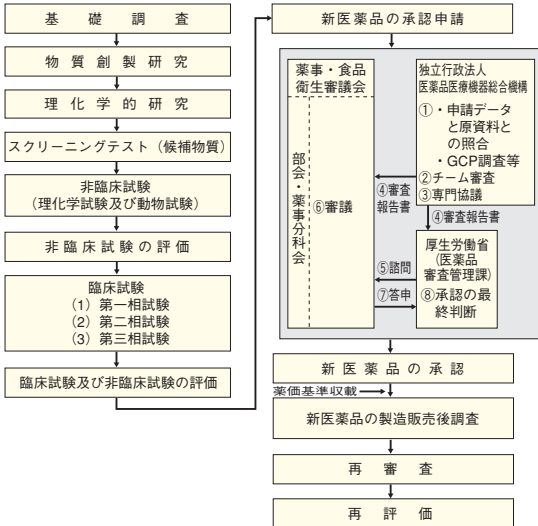 基礎調査
物質創製研究
理化学的研究
スクリーニングテスト（候補物質）
非臨床試験
（理化学試験及び動物試験）
非臨床試験の評価
臨床試験
（1）第一相試験
（2）第二相試験
（3）第三相試験
臨床試験及び非臨床試験の評価
新医薬品の承認申請
薬事・食品
衛生審議会
部会・薬事分科会
⑥審議
独立行政法人
医薬品医療機器総合機構
①・申請データ
と原資料と
の照合
・GCP調査等
②チーム審査
③専門協議
④審査
報告書
④審査報告書
厚生労働省
（医薬品
審査管理課）
⑧承認の最
終判断
⑤諮問
⑦答申
新医薬品の承認
薬価基準収載
新医薬品の製造販売後調査
再審査
再評価